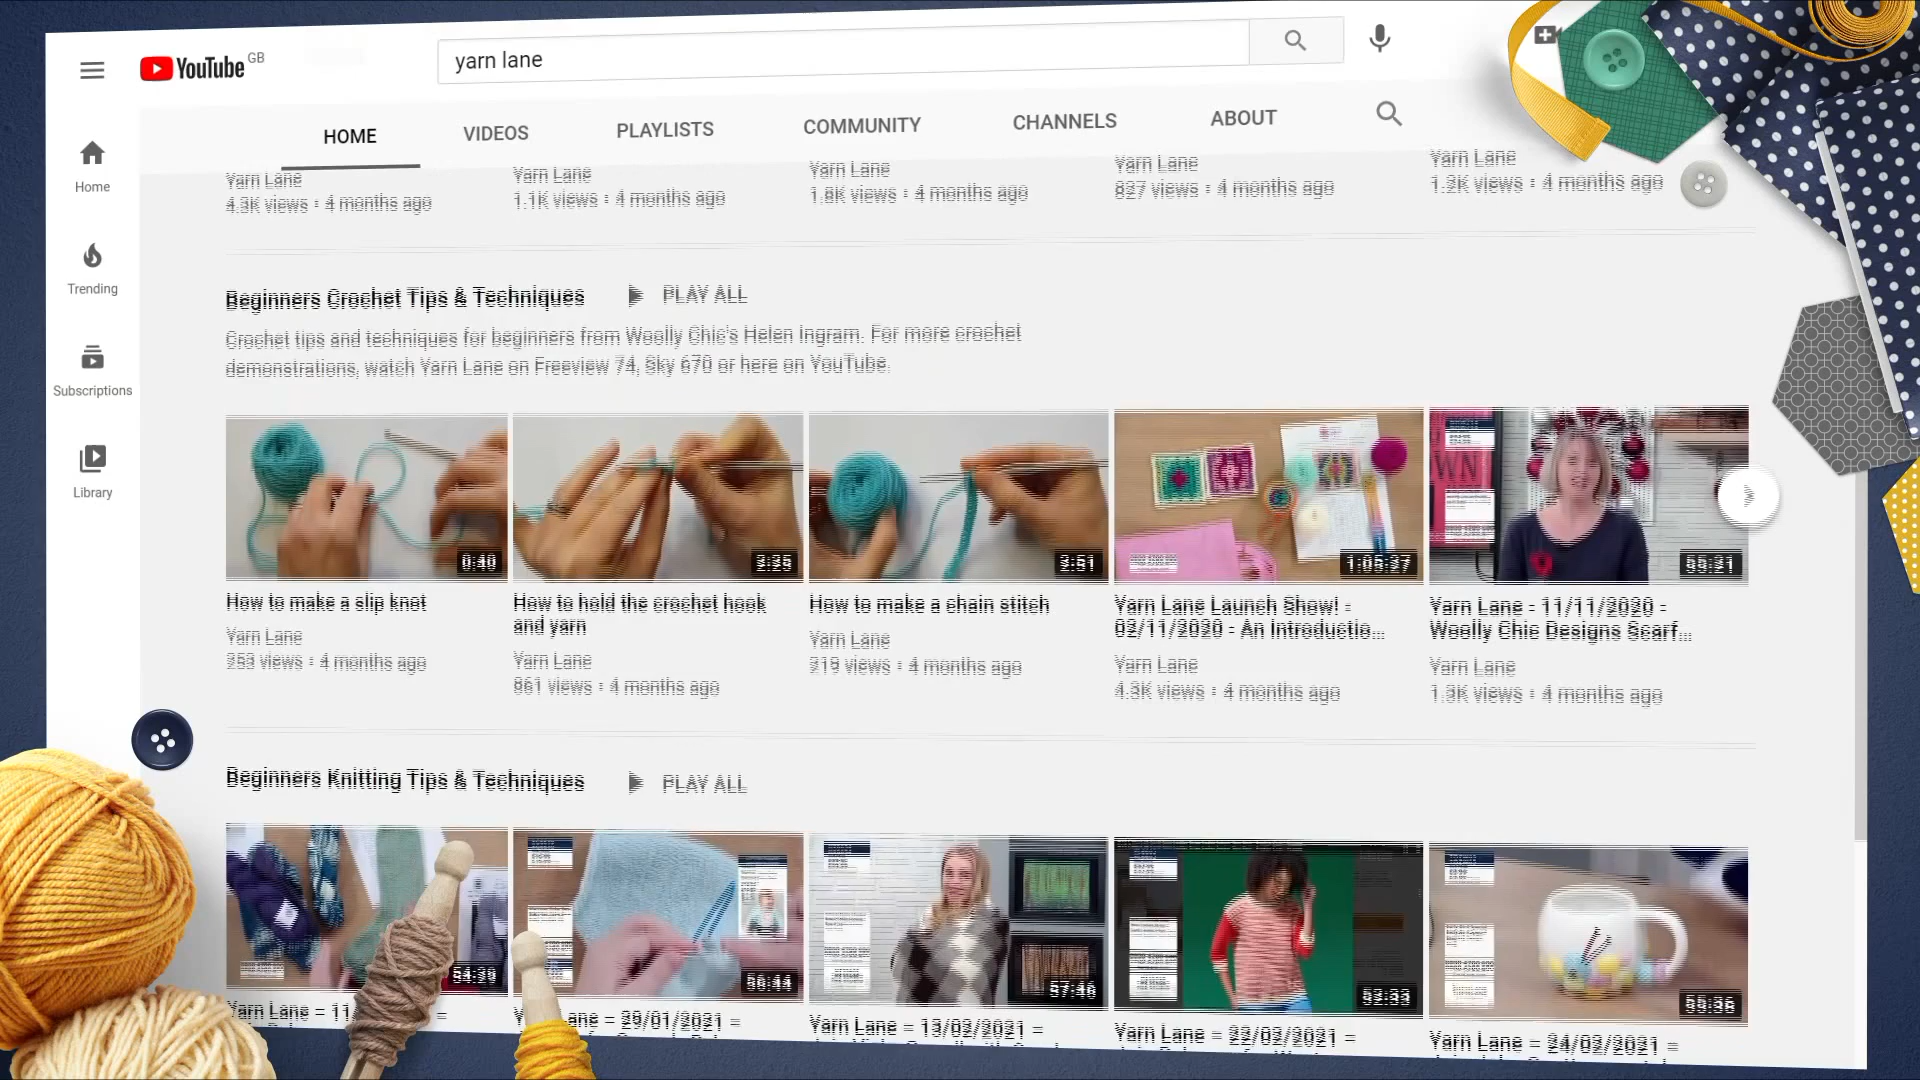 YouTube GB
yarn lane
HOME VIDEOS PLAYLISTS COMMUNITY CHANNELS ABOUT
Home
Trending
Subscriptions
Library
Yarn Lane Yarn Lane Yarn Lane Yarn Lane Yarn Lane
4.3K views • 4 months ago 1.1K views • 4 months ago 1.8K views • 4 months ago 827 views • 4 months ago 1.2K views • 4 months ago
Beginners Crochet Tips & Techniques PLAY ALL
Crochet tips and techniques for beginners from Woolly Chic's Helen Ingram. For more crochet
demonstrations, watch Yarn Lane on Freeview 74, Sky 670 or here on YouTube.
0:40 2:25 2:51 1:05:27 55:21
How to make a slip knot
Yarn Lane
253 views • 4 months ago
How to hold the crochet hook
and yarn
Yarn Lane
861 views • 4 months ago
How to make a chain stitch
Yarn Lane
219 views • 4 months ago
Yarn Lane Launch Show! -
02/11/2020 - An Introductio...
Yarn Lane
4.3K views • 4 months ago
Yarn Lane - 11/11/2020 -
Woolly Chic Designs Scarf...
Yarn Lane
1.3K views • 4 months ago
Beginners Knitting Tips & Techniques PLAY ALL
54:29 56:44 57:46 52:33 55:36
Yarn Lane - 11/
29/01/2021 -
Yarn Lane - 13/02/2021 -
Yarn Lane - 22/02/2021 -
Yarn Lane - 24/02/2021 -